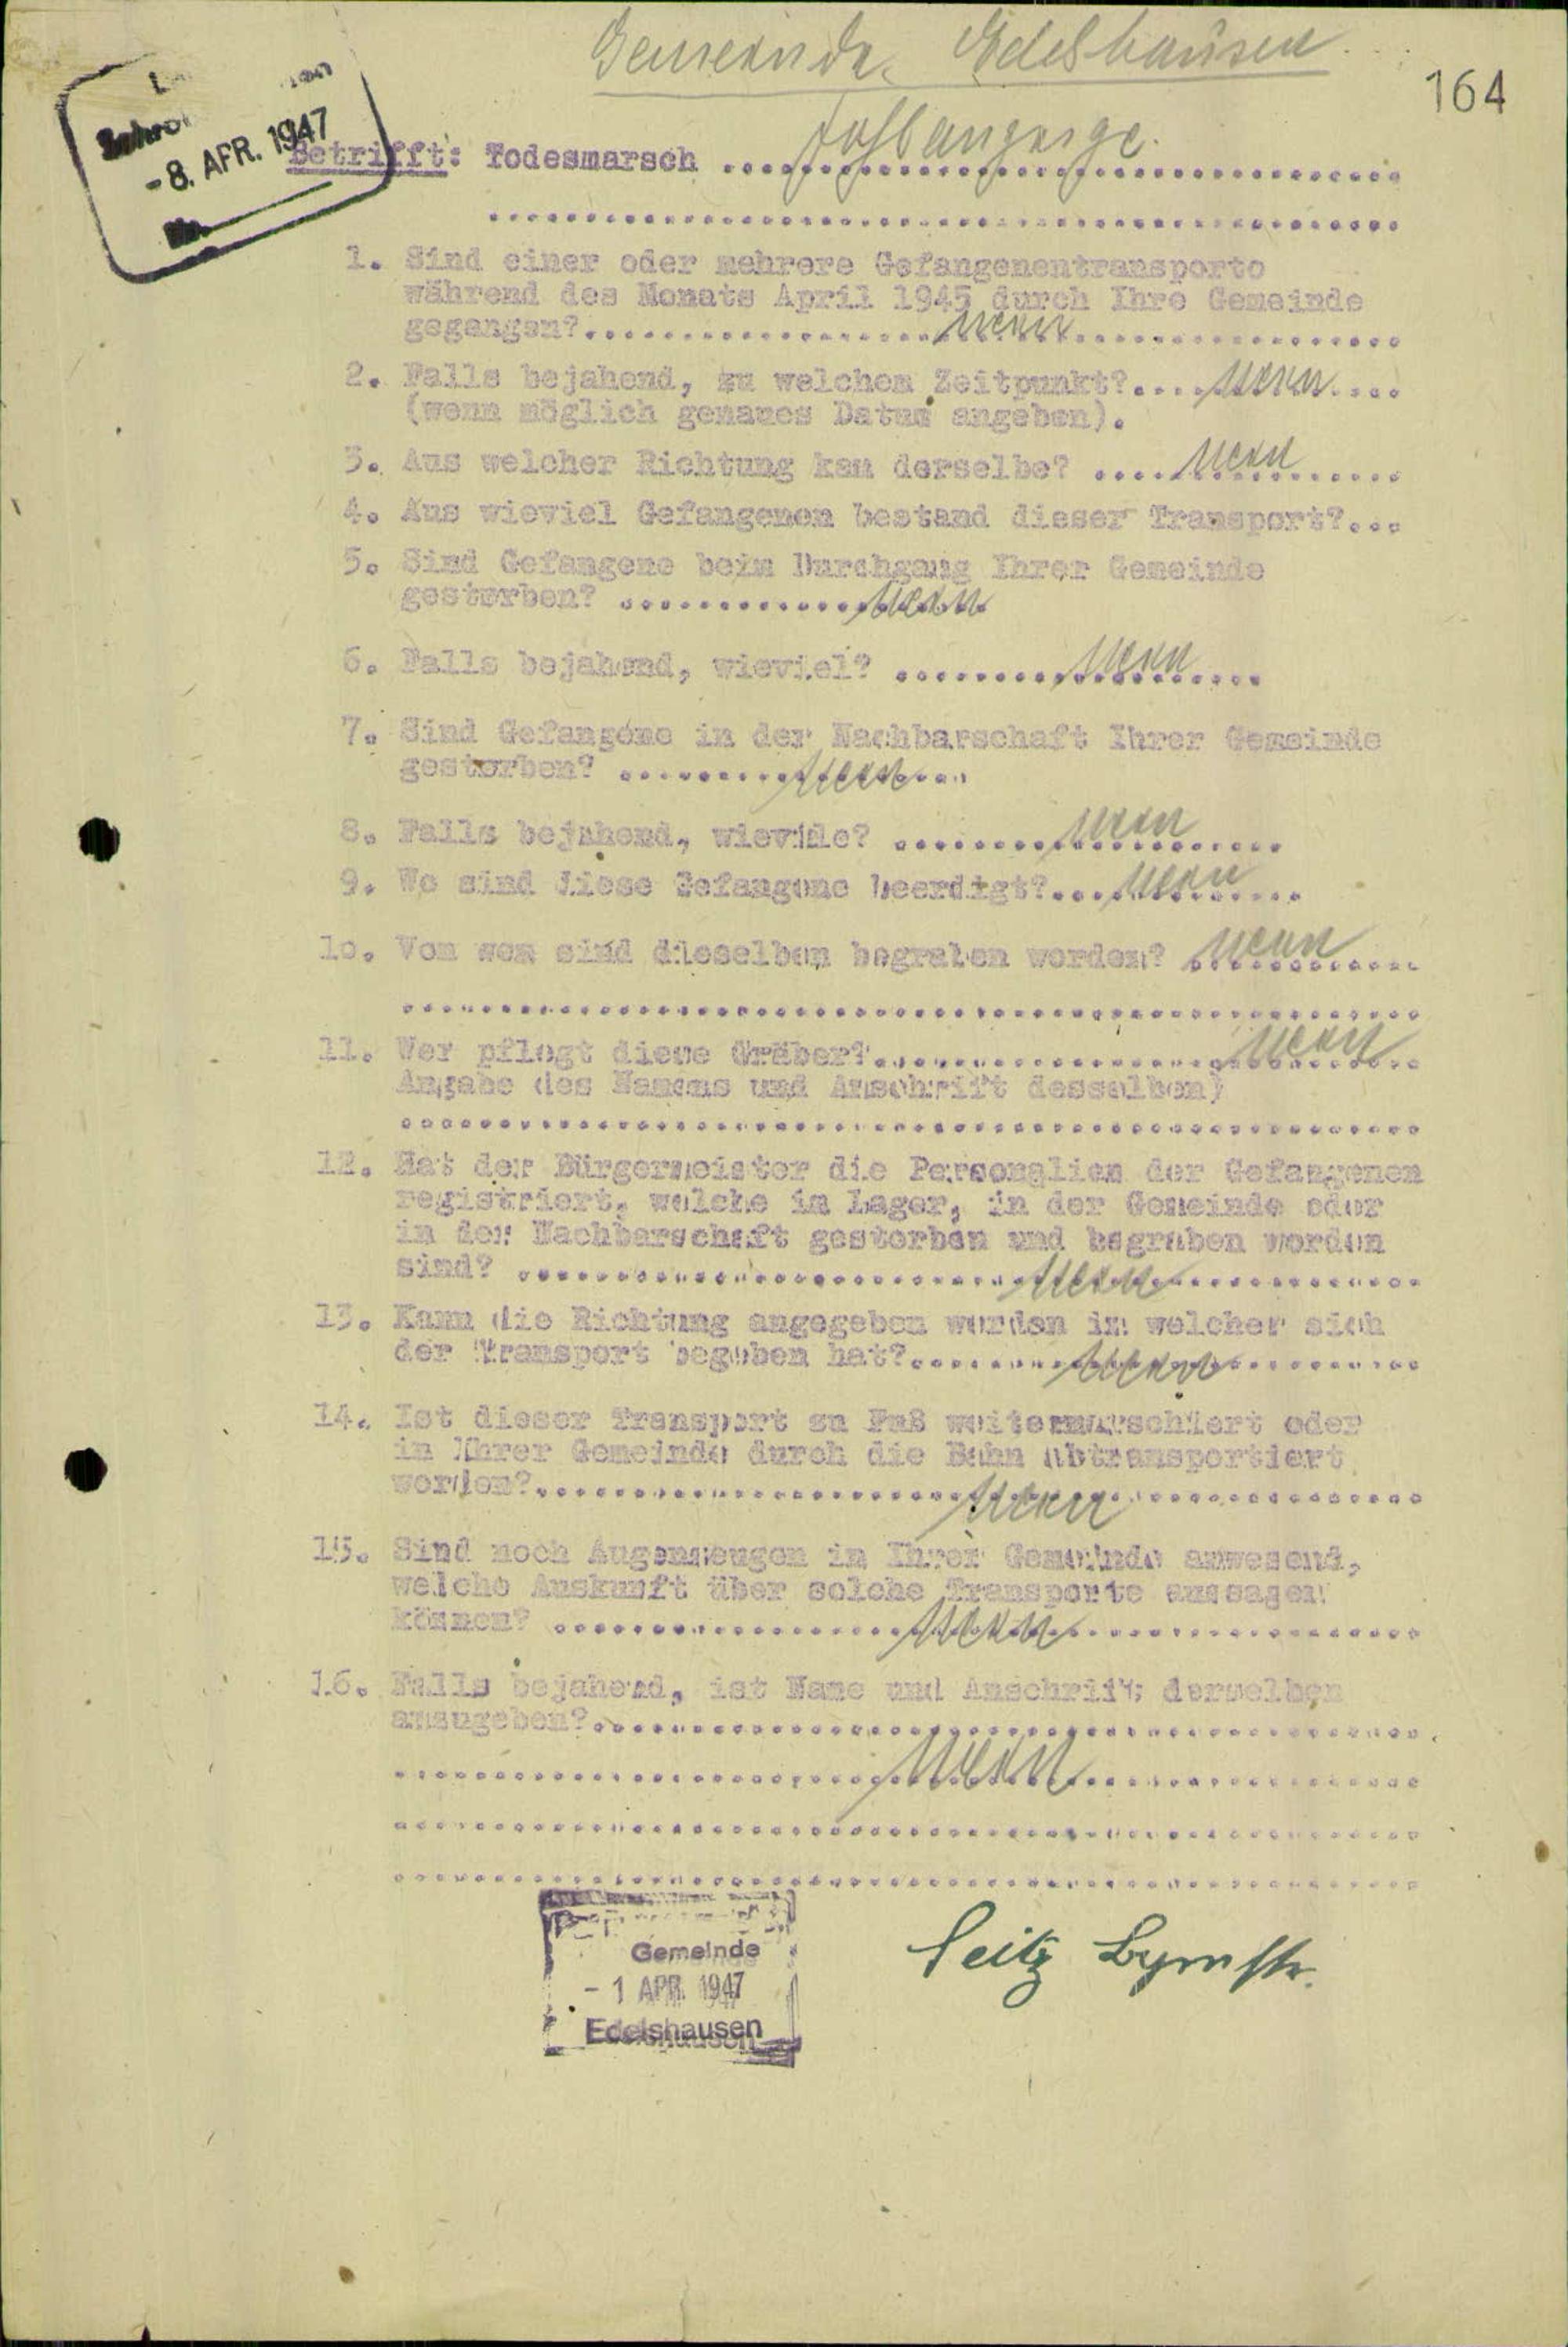 Gemeinde Edelshausen
164
-8. APR. 1947
Betrifft: Todesmarsch ... Fehlanzeige.
1. Sind einer oder mehrere Gefangenentransporte
während des Monats April 1945 durch Ihre Gemeinde
gegangen? nein
2. Falls bejahend, zu welchem Zeitpunkt? nein
(wenn möglich genaues Datum angeben).
3. Aus welcher Richtung kam derselbe? nein
4. Aus wieviel Gefangenen bestand dieser Transport?...
5. Sind Gefangene beim Durchgang Ihrer Gemeinde
gestorben? nein
6. Falls bejahend, wieviel? nein
7. Sind Gefangene in der Nachbarschaft Ihrer Gemeinde
gestorben? nein
8. Falls bejahend, wieviele? nein
9. Wo sind diese Gefangene beerdigt? nein
10. Von wem sind dieselben begraben worden? nein
11. Wer pflegt diese Gräber? nein
Angabe des Namens und Anschrift desselben)
12. Hat der Bürgermeister die Personalien der Gefangenen
registriert, welche im Lager, in der Gemeinde oder
in der Nachbarschaft gestorben und begraben worden
sind? nein
13. Kann die Richtung angegeben werden in welcher sich
der Transport begeben hat? nein
14. Ist dieser Transport zu Fuß weitermarschiert oder
in Ihrer Gemeinde durch die Bahn abtransportiert
worden? nein
15. Sind noch Augenzeugen in Ihrer Gemeinde anwesend,
welche Auskunft über solche Transporte aussagen
können? nein
16. Falls bejahend, ist Name und Anschrift derselben
anzugeben?
nein
Gemeinde
- 1 APR. 1947
Edelshausen
Seitz Bgmstr.